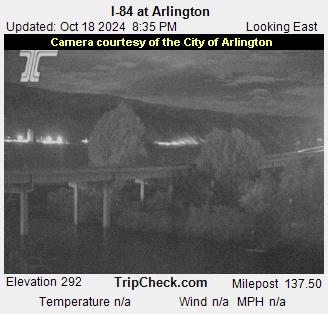 I-84 at Arlington
Updated: Oct 18 2024 8:35 PM Looking East
Camera courtesy of the City of Arlington
Elevation 292 TripCheck.com Milepost 137.50
Temperature n/a Wind n/a MPH n/a